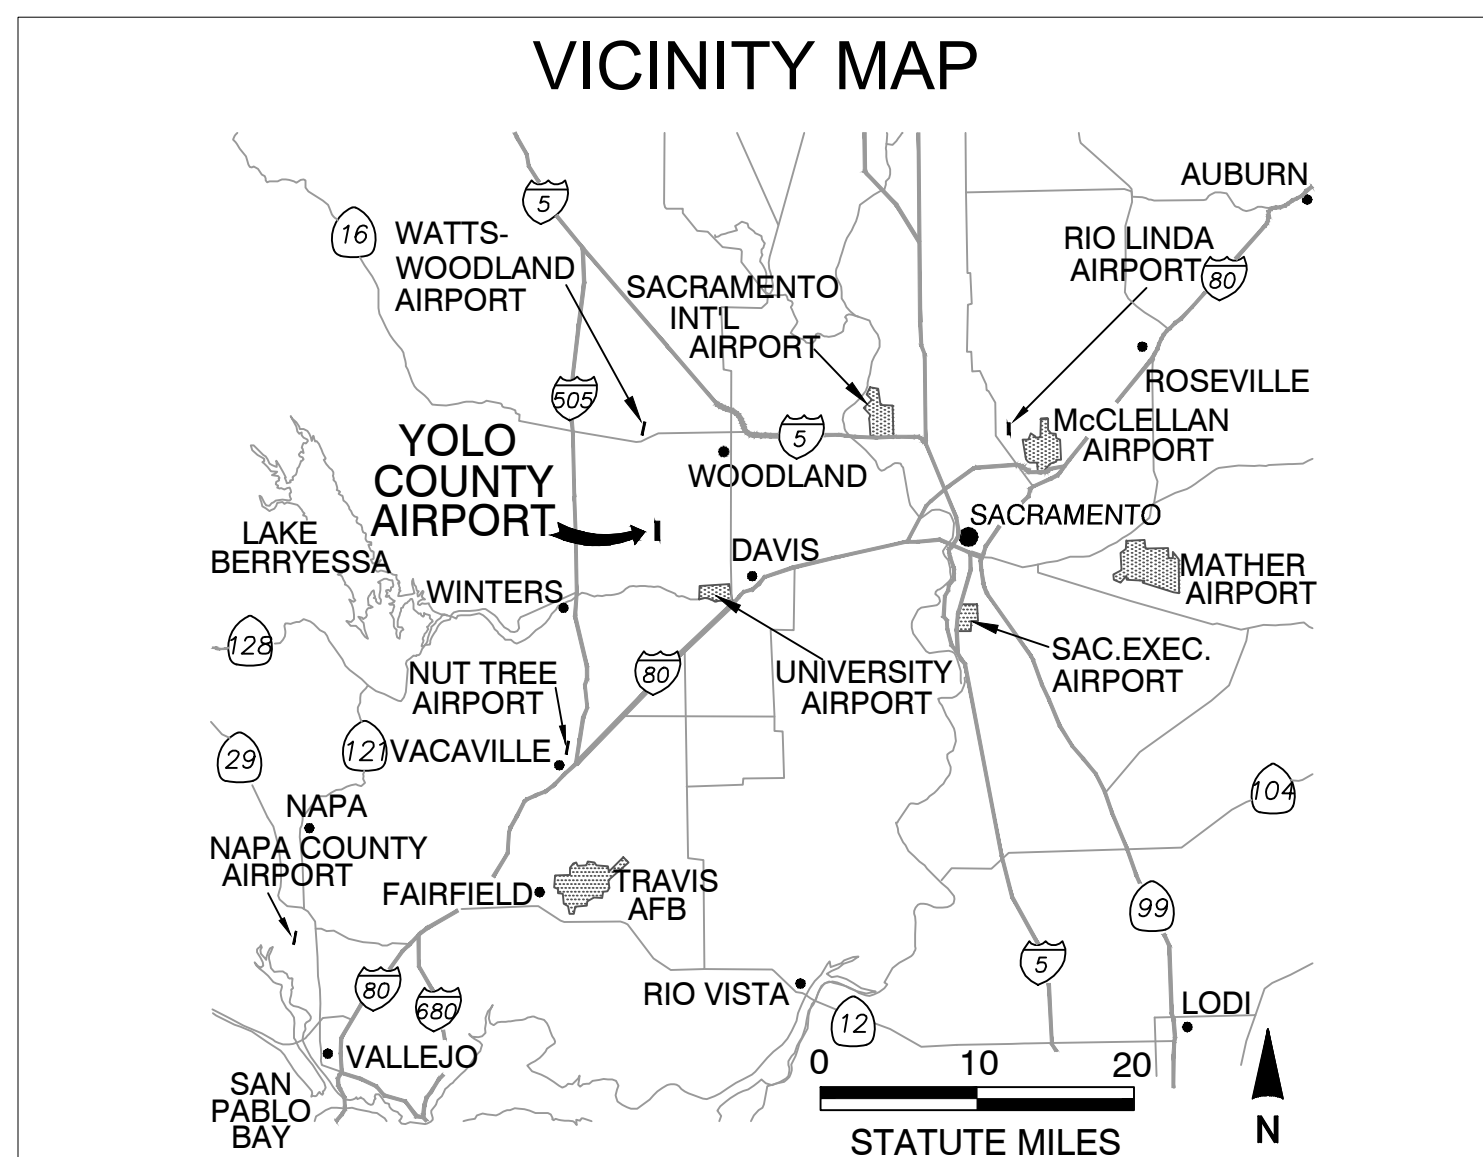 VICINITY MAP
AUBURN
5
16
WATTS-
WOODLAND
AIRPORT
RIO LINDA
AIRPORT
80
SACRAMENTO
INT'L
AIRPORT
ROSEVILLE
505
McCLELLAN
AIRPORT
5
YOLO
COUNTY
AIRPORT
WOODLAND
SACRAMENTO
LAKE
BERRYESSA
DAVIS
MATHER
AIRPORT
WINTERS
128
SAC.EXEC.
AIRPORT
NUT TREE
AIRPORT
80
UNIVERSITY
AIRPORT
29
121
VACAVILLE
104
NAPA
NAPA COUNTY
AIRPORT
FAIRFIELD
TRAVIS
AFB
99
5
80
680
RIO VISTA
12
LODI
VALLEJO
SAN
PABLO
BAY
0 10 20
STATUTE MILES
N